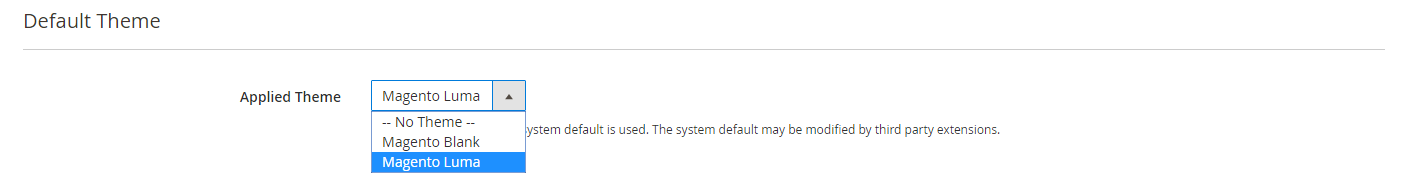 Default Theme
Applied Theme
Magento Luma
-- No Theme --
system default is used. The system default may be modified by third party extensions.
Magento Blank
Magento Luma